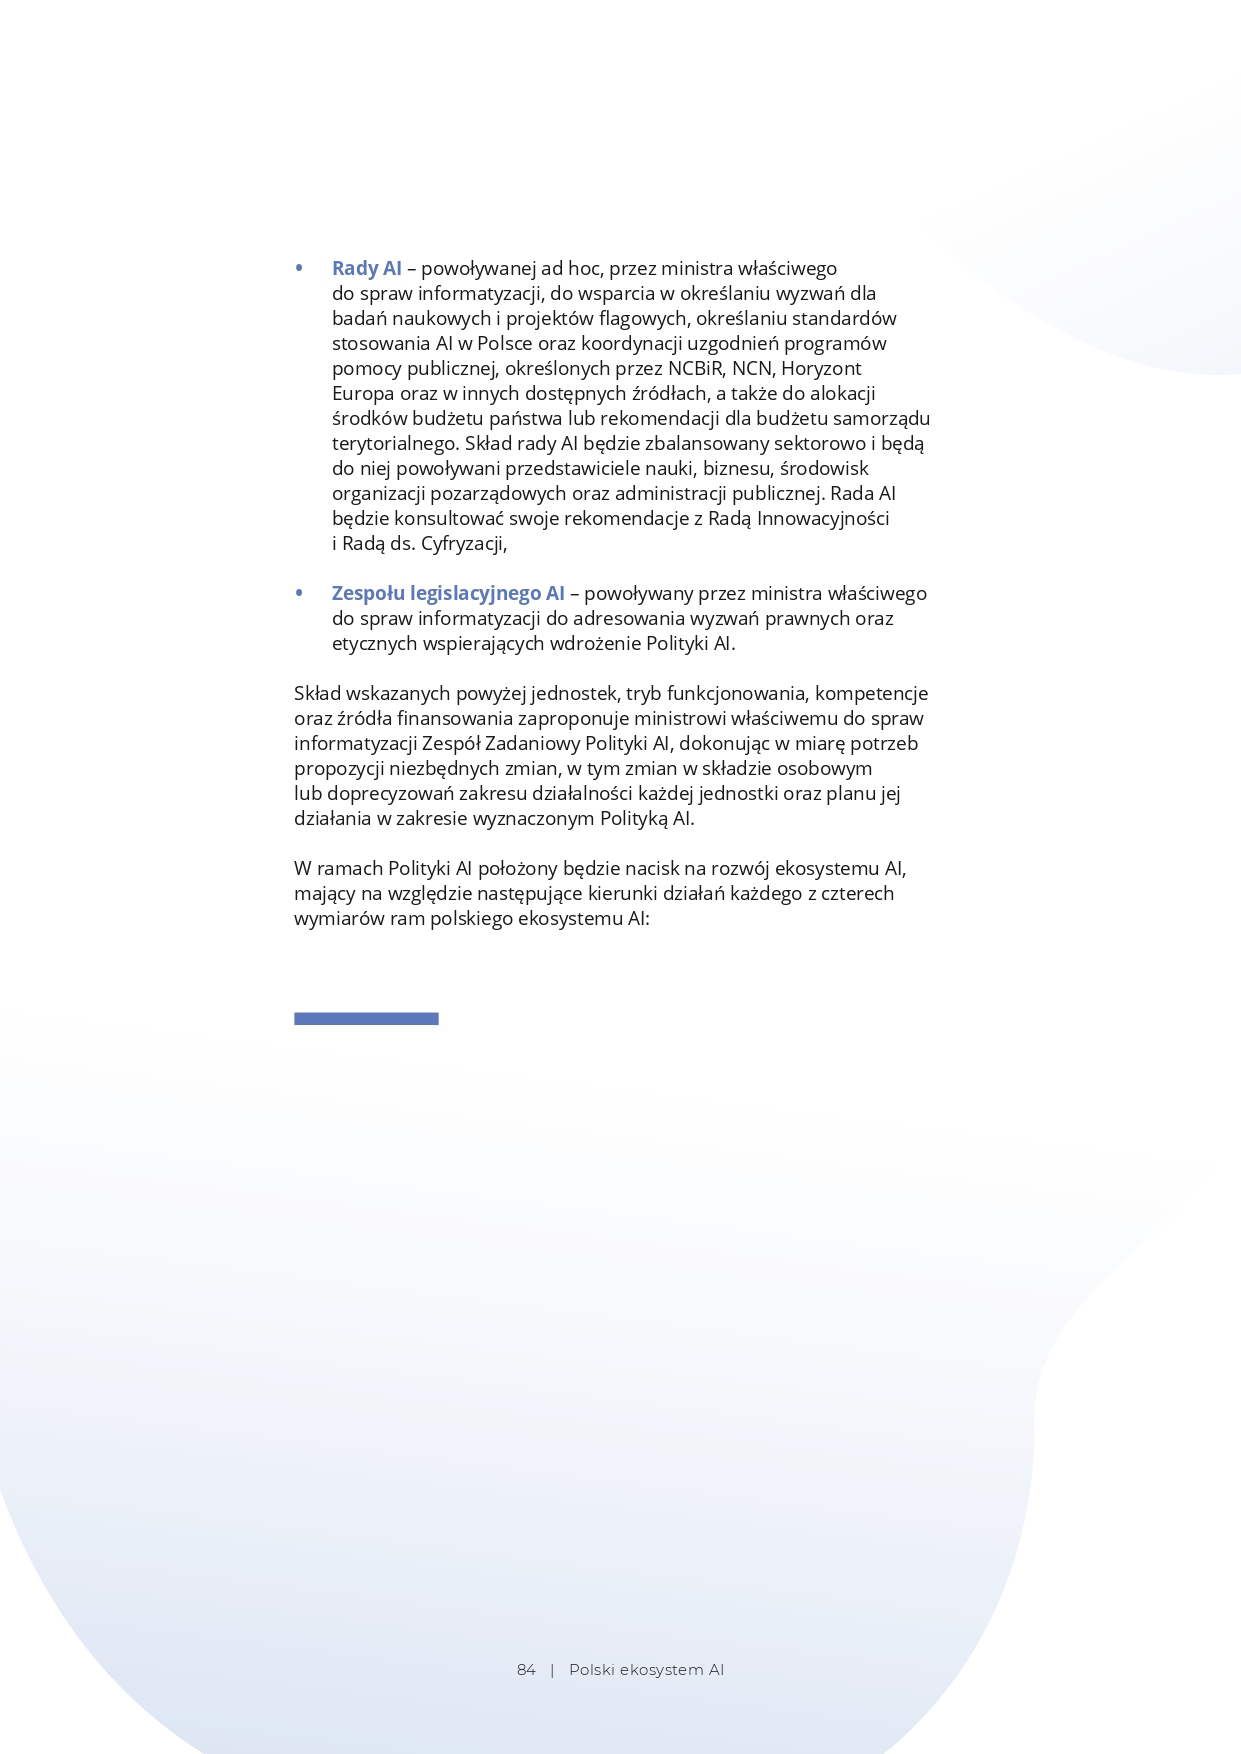 • Rady AI – powoływanej ad hoc, przez ministra właściwego
do spraw informatyzacji, do wsparcia w określaniu wyzwań dla
badań naukowych i projektów flagowych, określaniu standardów
stosowania AI w Polsce oraz koordynacji uzgodnień programów
pomocy publicznej, określonych przez NCBiR, NCN, Horyzont
Europa oraz w innych dostępnych źródłach, a także do alokacji
środków budżetu państwa lub rekomendacji dla budżetu samorządu
terytorialnego. Skład rady AI będzie zbalansowany sektorowo i będą
do niej powoływani przedstawiciele nauki, biznesu, środowisk
organizacji pozarządowych oraz administracji publicznej. Rada AI
będzie konsultować swoje rekomendacje z Radą Innowacyjności
i Radą ds. Cyfryzacji,
• Zespołu legislacyjnego AI – powoływany przez ministra właściwego
do spraw informatyzacji do adresowania wyzwań prawnych oraz
etycznych wspierających wdrożenie Polityki AI.
Skład wskazanych powyżej jednostek, tryb funkcjonowania, kompetencje
oraz źródła finansowania zaproponuje ministrowi właściwemu do spraw
informatyzacji Zespół Zadaniowy Polityki AI, dokonując w miarę potrzeb
propozycji niezbędnych zmian, w tym zmian w składzie osobowym
lub doprecyzowań zakresu działalności każdej jednostki oraz planu jej
działania w zakresie wyznaczonym Polityką AI.
W ramach Polityki AI położony będzie nacisk na rozwój ekosystemu AI,
mający na względzie następujące kierunki działań każdego z czterech
wymiarów ram polskiego ekosystemu AI:
84 | Polski ekosystem AI